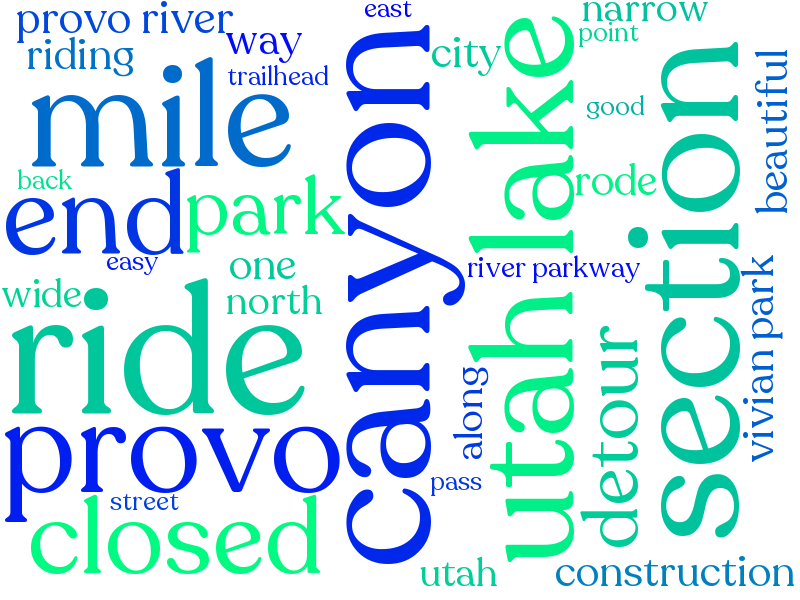 provo river
east
narrow
riding
way
city
point
trailhead
mile
canyon
utah lake
section
beautiful
good
back
end
park
rode
easy
one
river parkway
wide
north
vivian park
ride
along
detour
provo
pass
street
closed
utah
construction